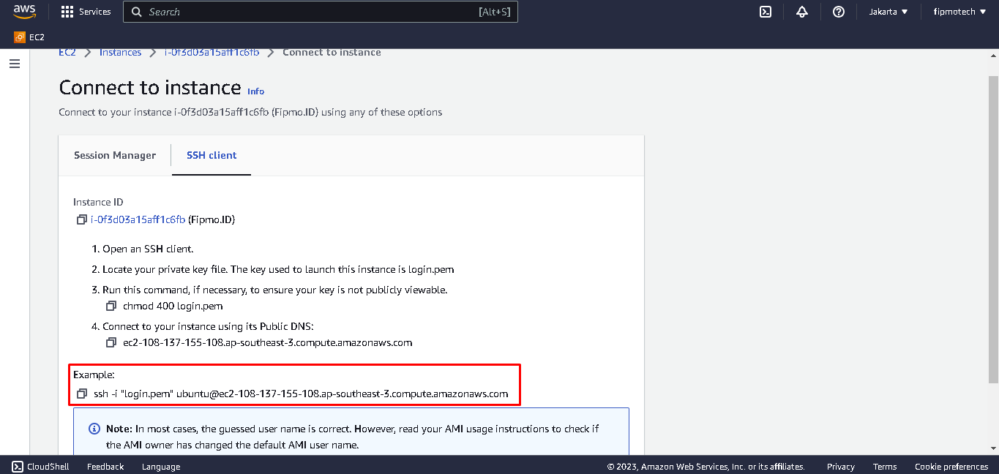 aws
Services
Search
[Alt+S]
Jakarta
fipmotech
EC2
EC2 > Instances > i-0f3d03a15aff1c6fb > Connect to instance
Connect to instance Info
Connect to your instance i-0f3d03a15aff1c6fb (Fipmo.ID) using any of these options
Session Manager
SSH client
Instance ID
i-0f3d03a15aff1c6fb (Fipmo.ID)
1. Open an SSH client.
2. Locate your private key file. The key used to launch this instance is login.pem
3. Run this command, if necessary, to ensure your key is not publicly viewable.
chmod 400 login.pem
4. Connect to your instance using its Public DNS:
ec2-108-137-155-108.ap-southeast-3.compute.amazonaws.com
Example:
ssh -i "login.pem" ubuntu@ec2-108-137-155-108.ap-southeast-3.compute.amazonaws.com
Note: In most cases, the guessed user name is correct. However, read your AMI usage instructions to check if
the AMI owner has changed the default AMI user name.
CloudShell
Feedback
Language
© 2023, Amazon Web Services, Inc. or its affiliates.
Privacy
Terms
Cookie preferences